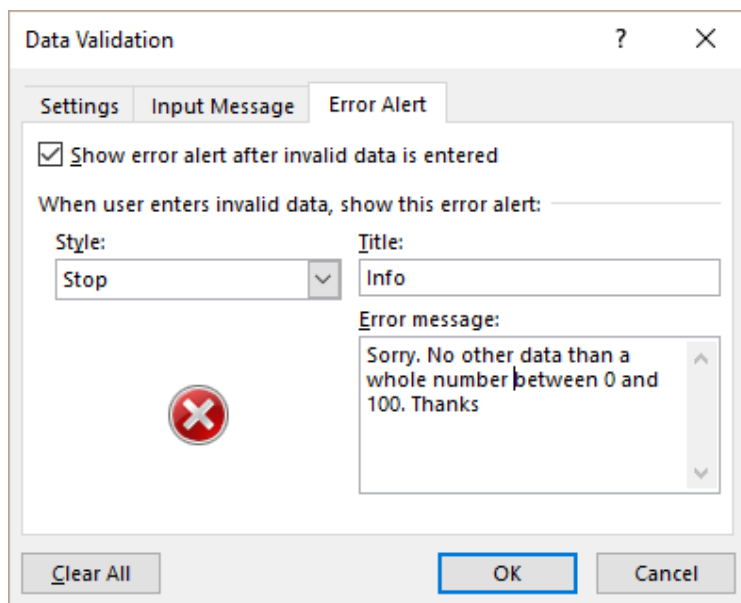 Data Validation ?
Settings Input Message Error Alert
Show error alert after invalid data is entered
When user enters invalid data, show this error alert:
Style: Title:
Stop Info
Error message:
Sorry. No other data than a
whole number between 0 and
100. Thanks
Clear All OK Cancel